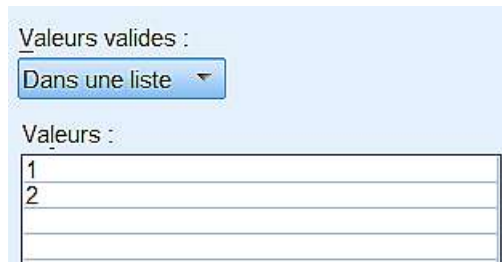 Valeurs valides :
Dans une liste
Valeurs :
1
2